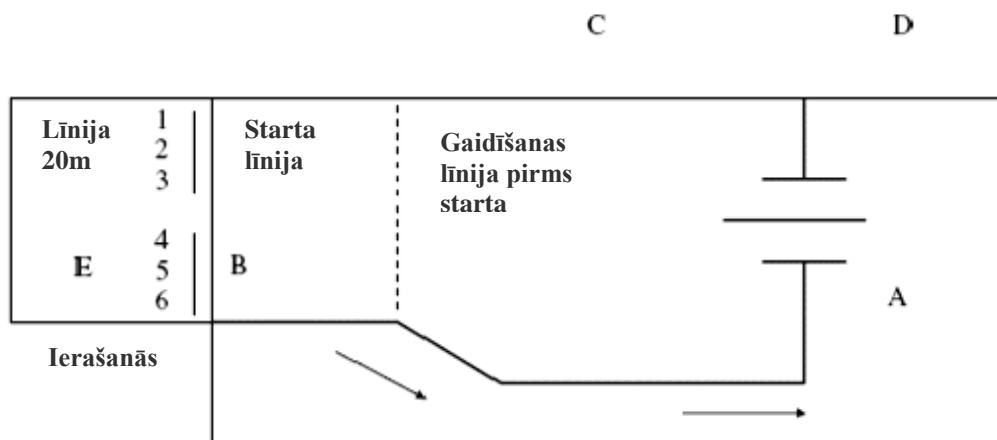 C
D
Līnija
20m
1
2
3
Starta
līnija
Gaidīšanas
līnija pirms
starta
E
4
5
6
B
A
Ierašanās